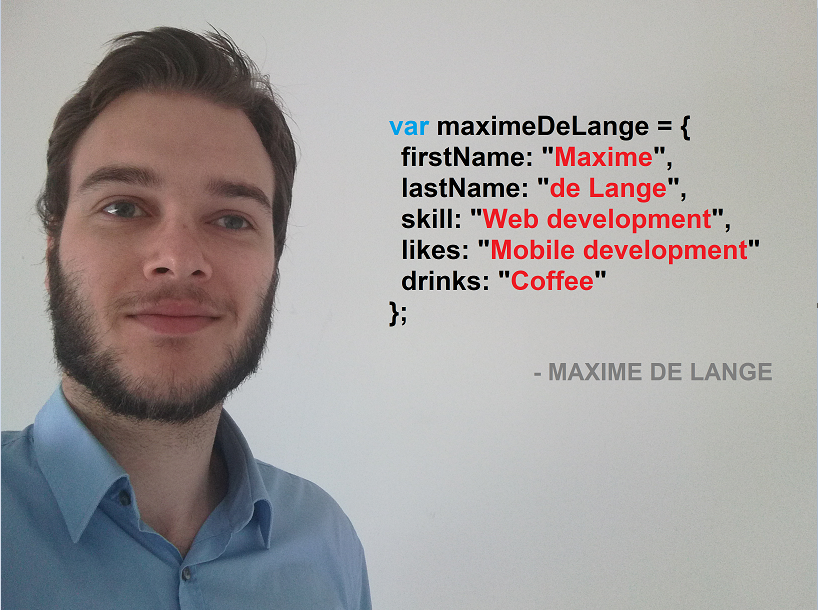 var maximeDeLange = {
firstName: "Maxime",
lastName: "de Lange",
skill: "Web development",
likes: "Mobile development"
drinks: "Coffee"
};
- MAXIME DE LANGE